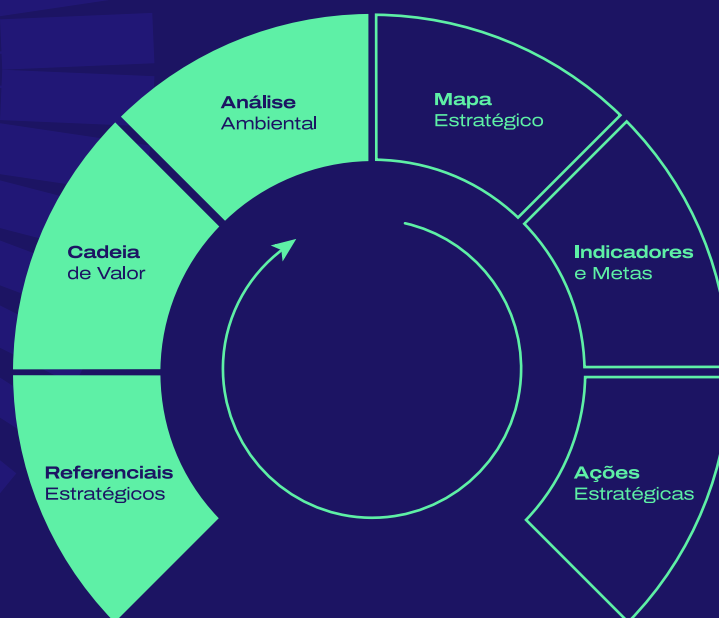 Análise
Ambiental
Mapa
Estratégico
Cadeia
de Valor
Indicadores
e Metas
Referenciais
Estratégicos
Ações
Estratégicas